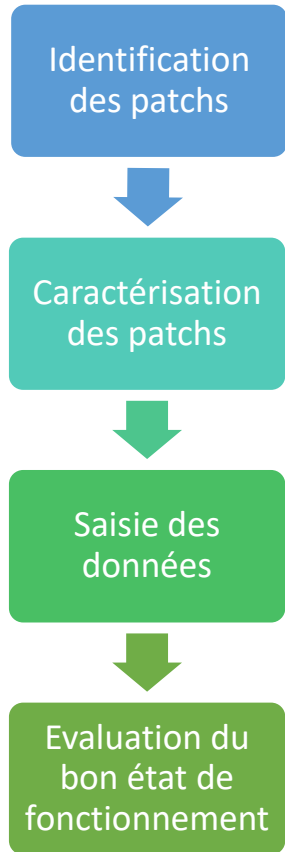 Identification
des patchs
Caractérisation
des patchs
Saisie des
données
Evaluation du
bon état de
fonctionnement